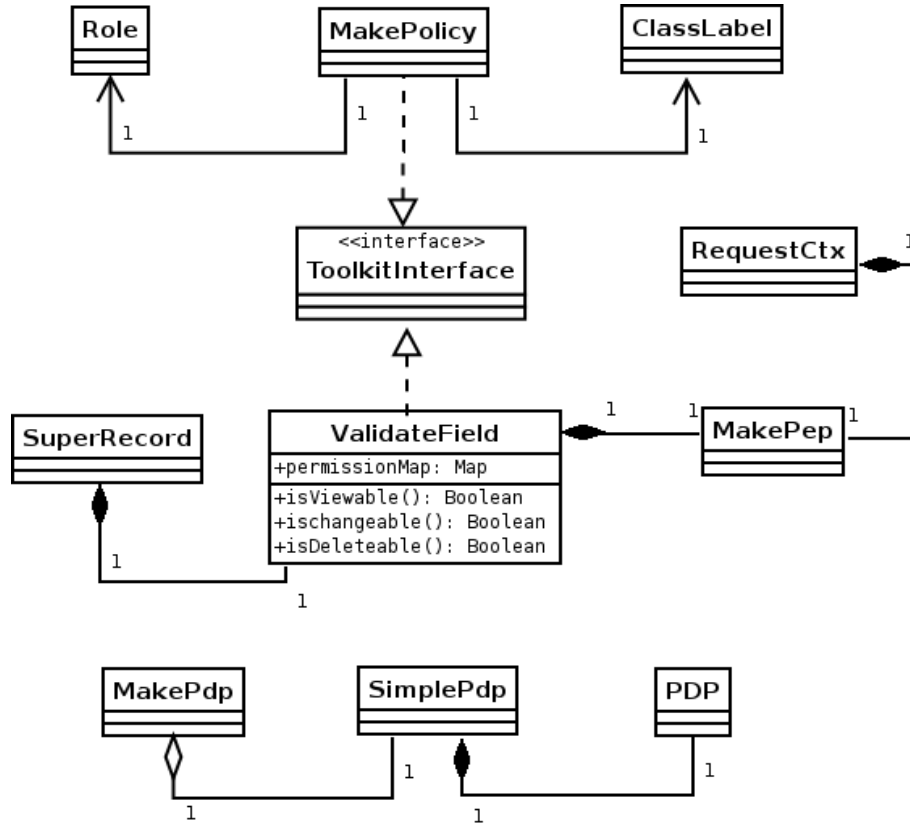 Role
MakePolicy
ClassLabel
1
1
1
1
<<interface>>
ToolkitInterface
RequestCtx
1
SuperRecord
ValidateField
+permissionMap: Map
+isViewable(): Boolean
+ischangeable(): Boolean
+isDeleteable(): Boolean
1
1
MakePep
1
1
1
MakePdp
SimplePdp
PDP
1
1
1
1